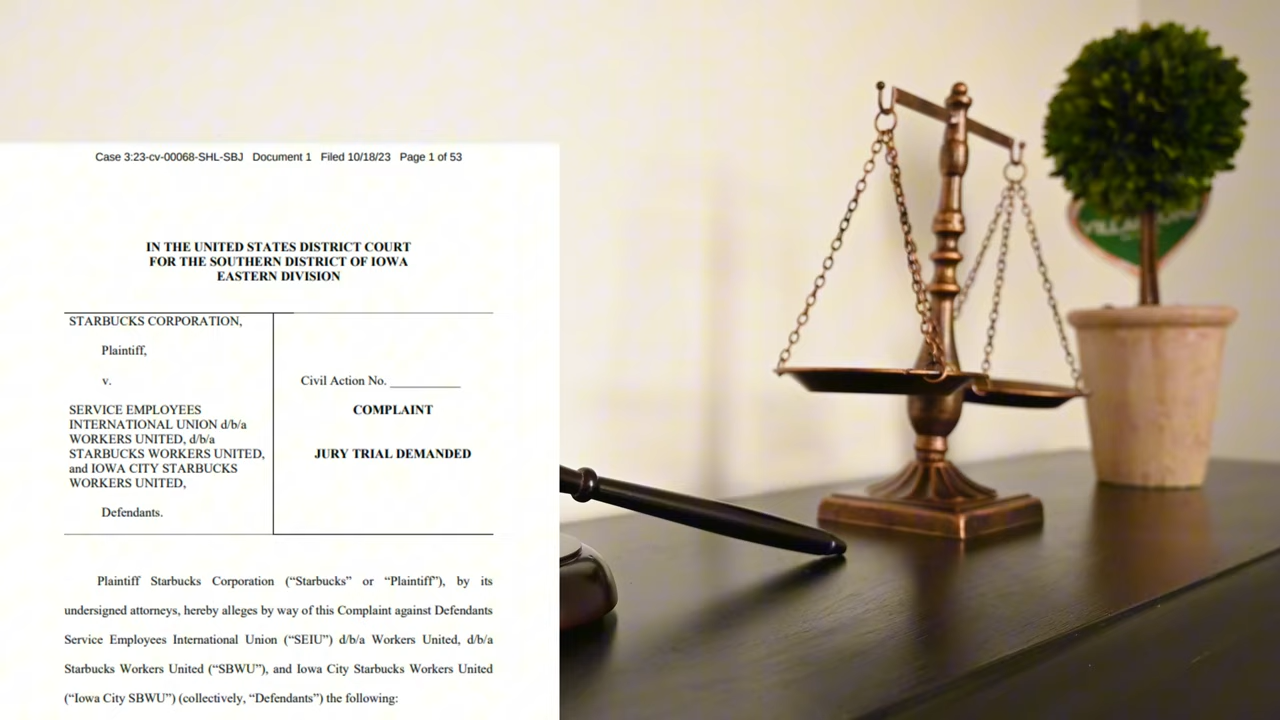 Case 3:23-cv-00068-SHL-SBJ Document 1 Filed 10/18/23 Page 1 of 53
IN THE UNITED STATES DISTRICT COURT
FOR THE SOUTHERN DISTRICT OF IOWA
EASTERN DIVISION
STARBUCKS CORPORATION,
Plaintiff,
v.
SERVICE EMPLOYEES
INTERNATIONAL UNION d/b/a
WORKERS UNITED, d/b/a
STARBUCKS WORKERS UNITED,
and IOWA CITY STARBUCKS
WORKERS UNITED,
Defendants.
Civil Action No. ___________
COMPLAINT
JURY TRIAL DEMANDED
Plaintiff Starbucks Corporation (“Starbucks” or “Plaintiff”), by its
undersigned attorneys, hereby alleges by way of this Complaint against Defendants
Service Employees International Union (“SEIU”) d/b/a Workers United, d/b/a
Starbucks Workers United (“SBWU”), and Iowa City Starbucks Workers United
(“Iowa City SBWU”) (collectively, “Defendants”) the following: